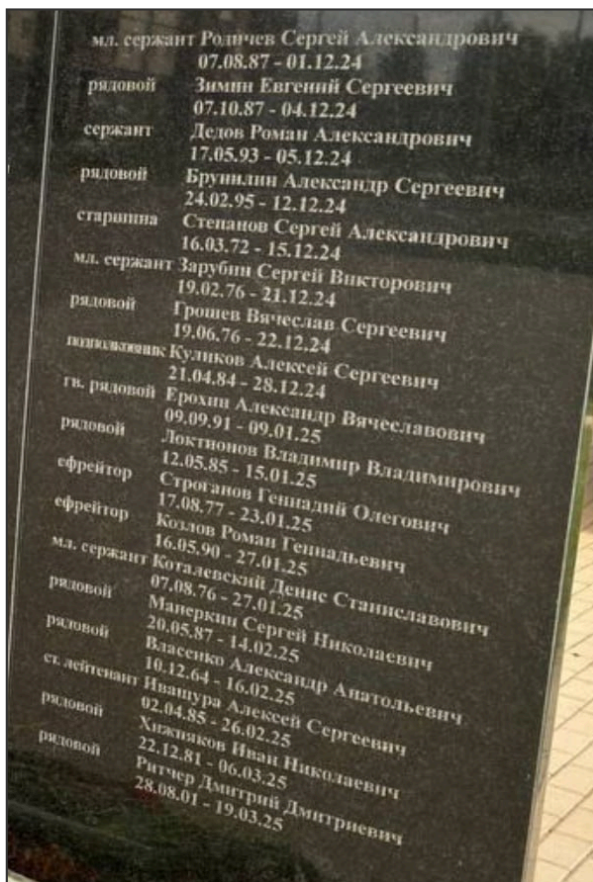 мл. сержант Родичев Сергей Александрович
07.08.87 - 01.12.24
рядовой Зимин Евгений Сергеевич
07.10.87 - 04.12.24
сержант Дедов Роман Александрович
17.05.93 - 05.12.24
рядовой Брунилин Александр Сергеевич
24.02.95 - 12.12.24
старшина Степанов Сергей Александрович
16.03.72 - 15.12.24
мл. сержант Зарубин Сергей Викторович
19.02.76 - 21.12.24
рядовой Грошев Вячеслав Сергеевич
19.06.76 - 22.12.24
подполковник Куликов Алексей Сергеевич
21.04.84 - 28.12.24
гв. рядовой Ерохин Александр Вячеславович
09.09.91 - 09.01.25
рядовой Локтионов Владимир Владимирович
12.05.85 - 15.01.25
ефрейтор Строганов Геннадий Олегович
17.08.77 - 23.01.25
ефрейтор Козлов Роман Геннадьевич
16.05.90 - 27.01.25
мл. сержант Коталевский Денис Станиславович
07.08.76 - 27.01.25
рядовой Манеркин Сергей Николаевич
20.05.87 - 14.02.25
рядовой Власенко Александр Анатольевич
10.12.64 - 16.02.25
ст. лейтенант Ивашура Алексей Сергеевич
02.04.85 - 26.02.25
рядовой Хижняков Иван Николаевич
22.12.81 - 06.03.25
рядовой Ритчер Дмитрий Дмитриевич
28.08.01 - 19.03.25